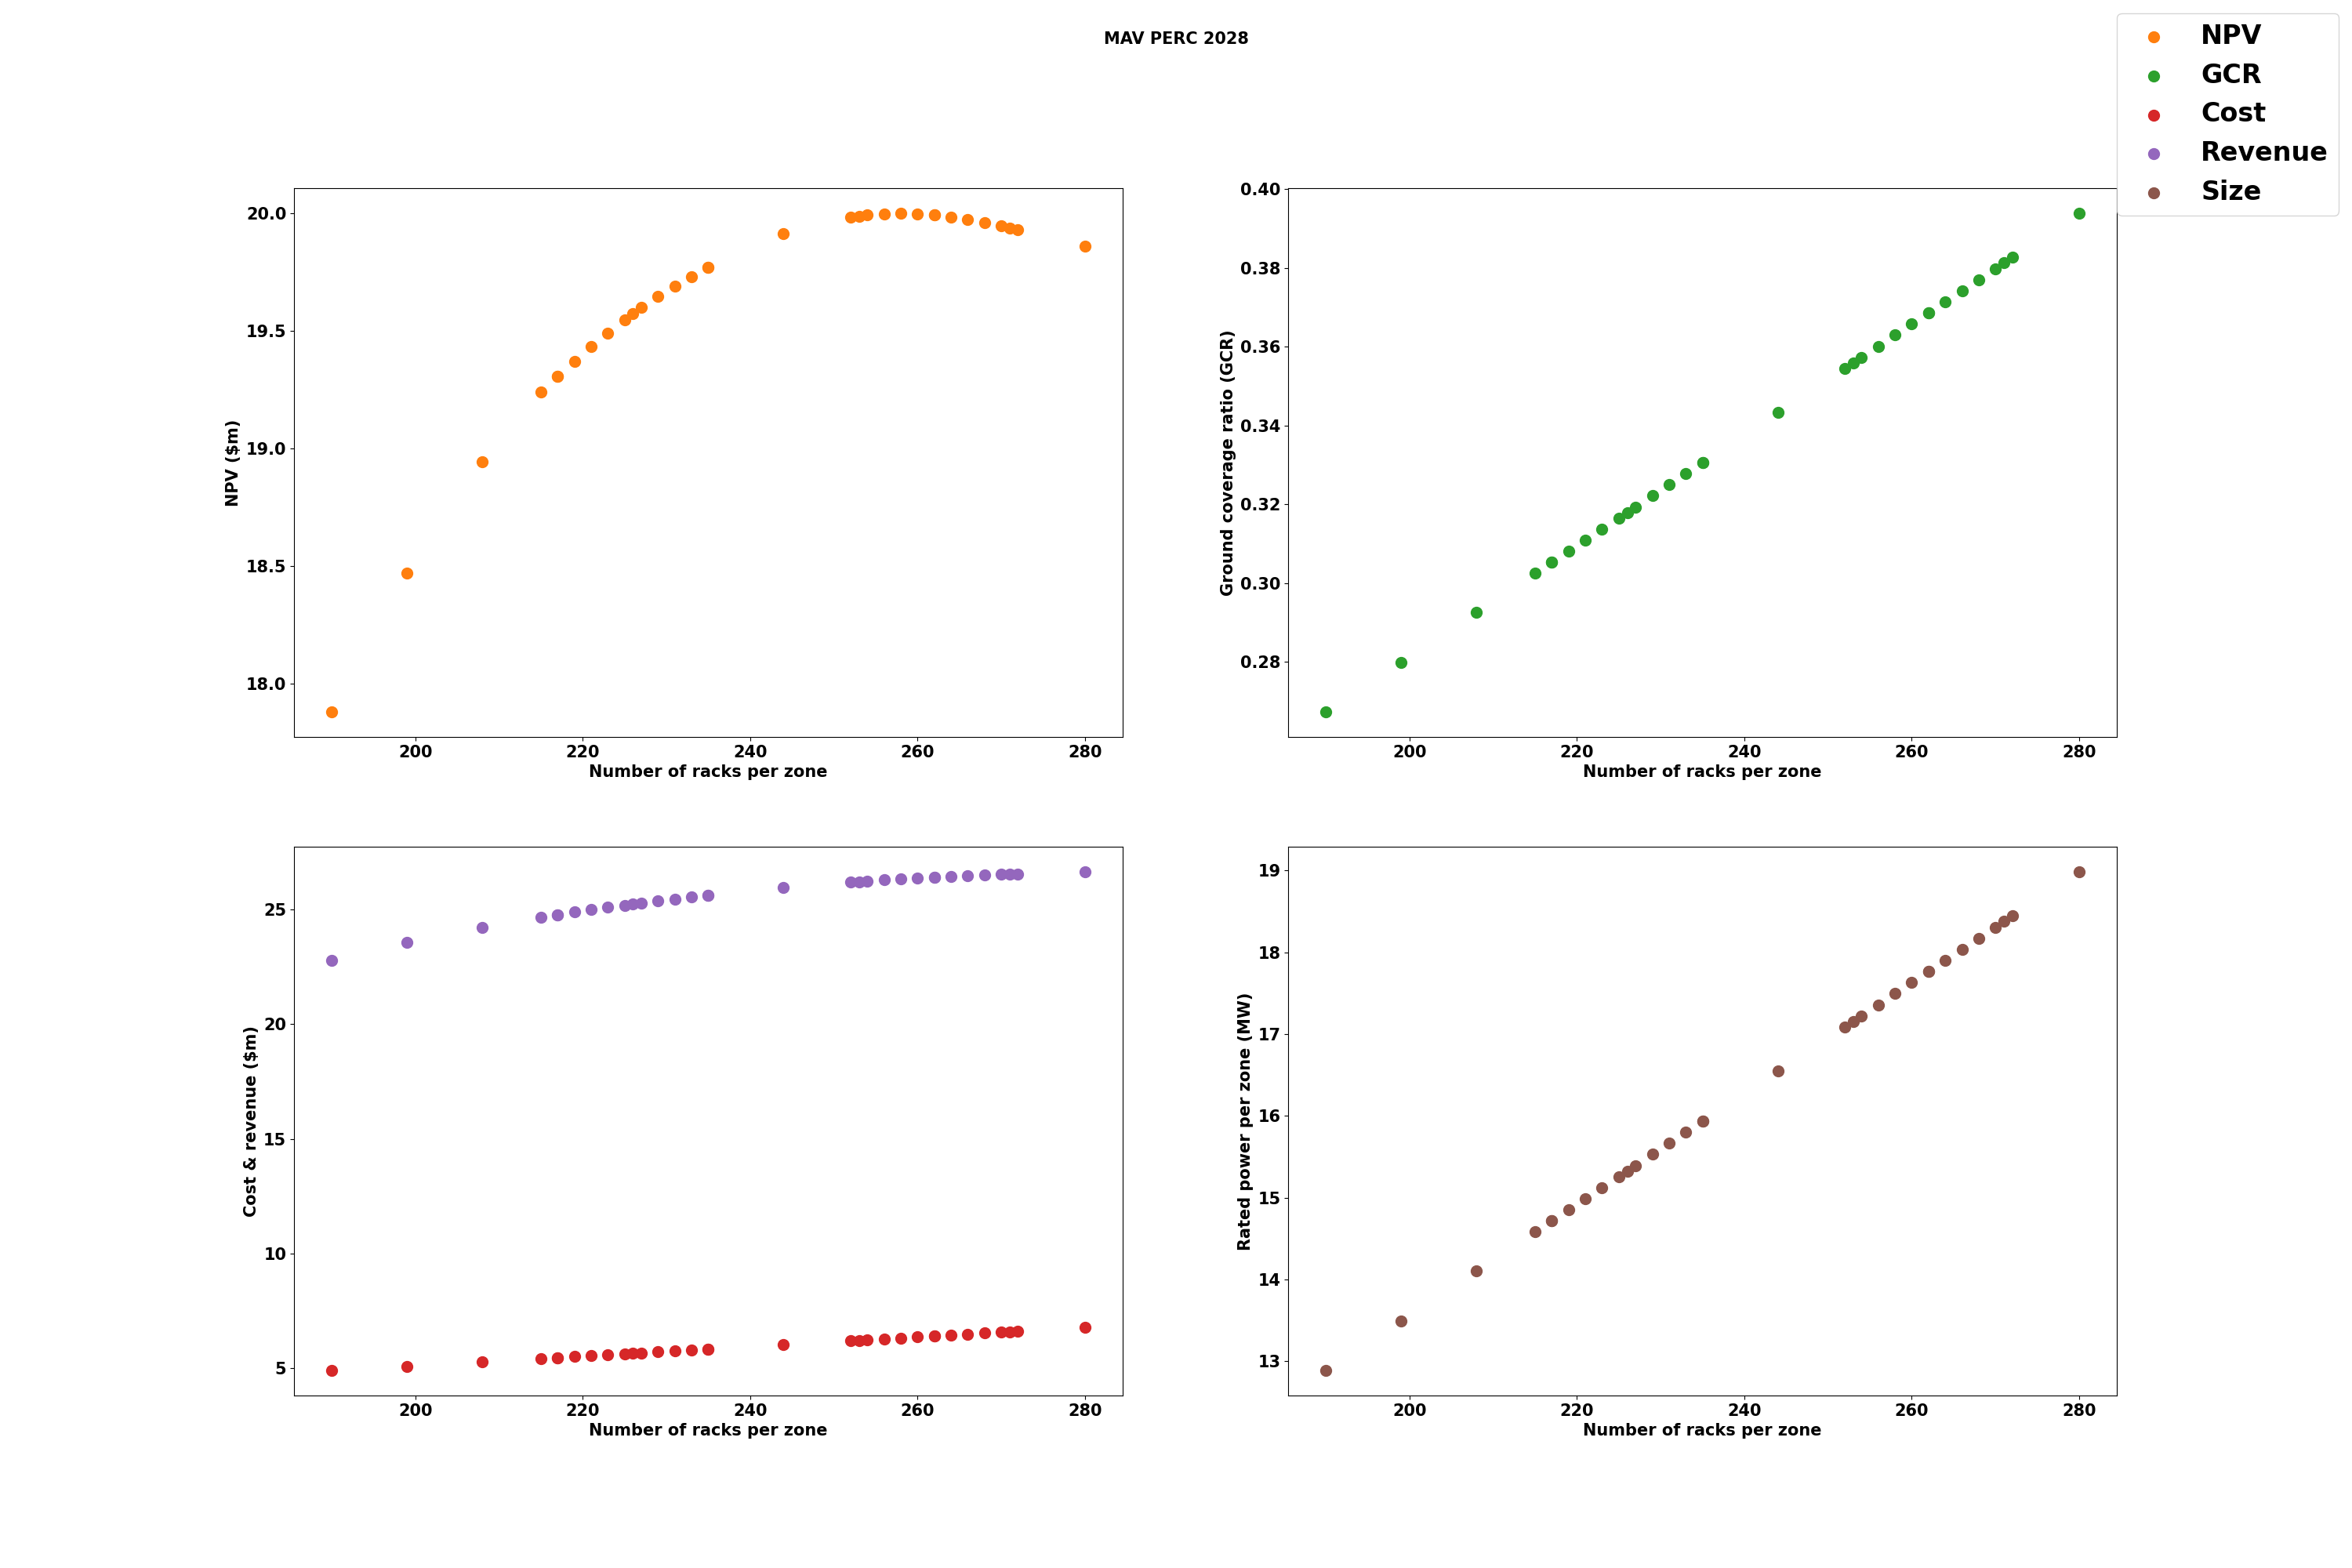 MAV PERC 2028
NPV
GCR
Cost
Revenue
Size
20.0
19.5
19.0
18.5
18.0
NPV ($m)
200 220 240 260 280
Number of racks per zone
0.40
0.38
0.36
0.34
0.32
0.30
0.28
Ground coverage ratio (GCR)
200 220 240 260 280
Number of racks per zone
25
20
15
10
5
Cost & revenue ($m)
200 220 240 260 280
Number of racks per zone
19
18
17
16
15
14
13
Rated power per zone (MW)
200 220 240 260 280
Number of racks per zone